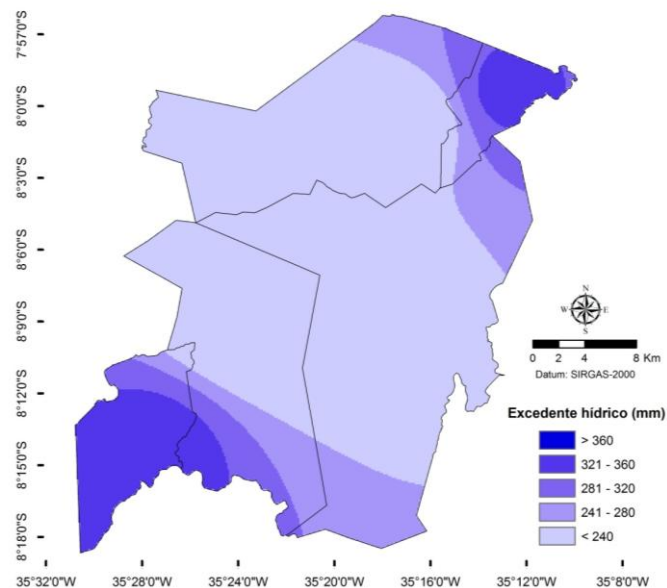 7°57'0"S
8°0'0"S
8°3'0"S
8°6'0"S
8°9'0"S
8°12'0"S
8°15'0"S
8°18'0"S
N
W E
S
0 2 4 8 Km
Datum: SIRGAS-2000
Excedente hídrico (mm)
> 360
321 - 360
281 - 320
241 - 280
< 240
35°32'0"W 35°28'0"W 35°24'0"W 35°20'0"W 35°16'0"W 35°12'0"W 35°8'0"W